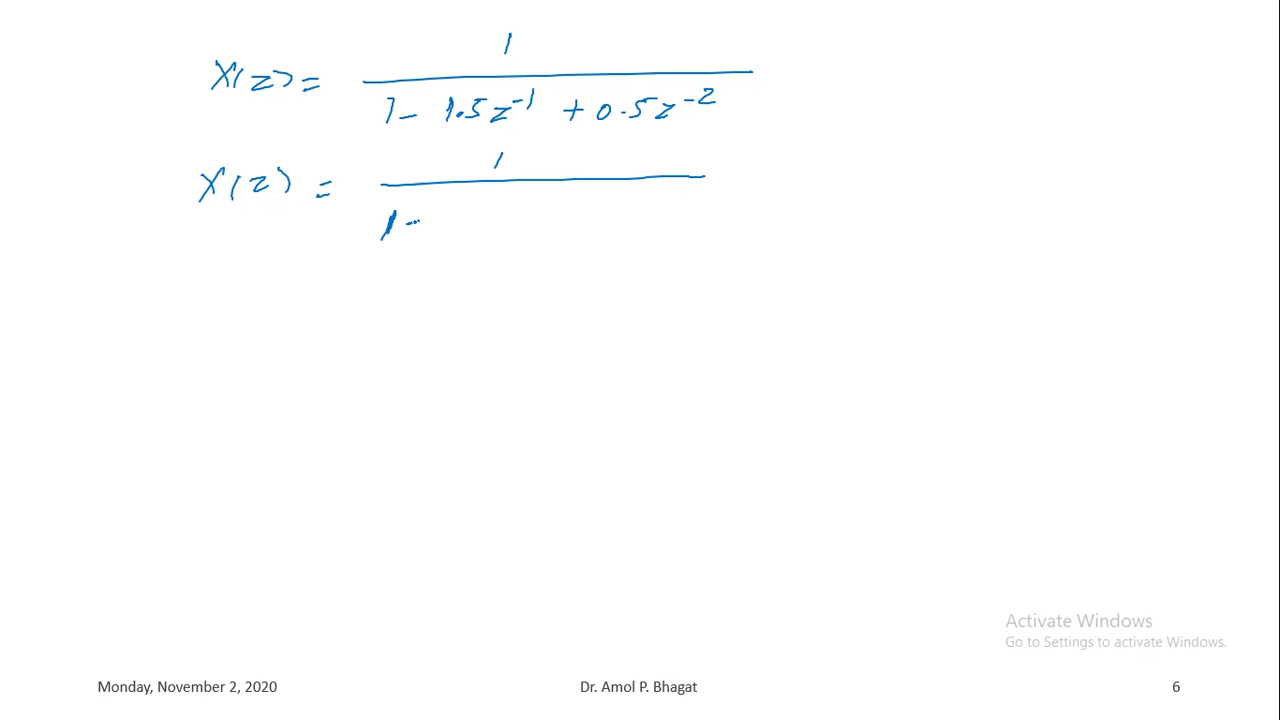 X(z) = 1 / (1 - 1.5z^-1 + 0.5z^-2)
X(z) = 1 / (1 -
Activate Windows
Go to Settings to activate Windows.
Monday, November 2, 2020 Dr. Amol P. Bhagat 6